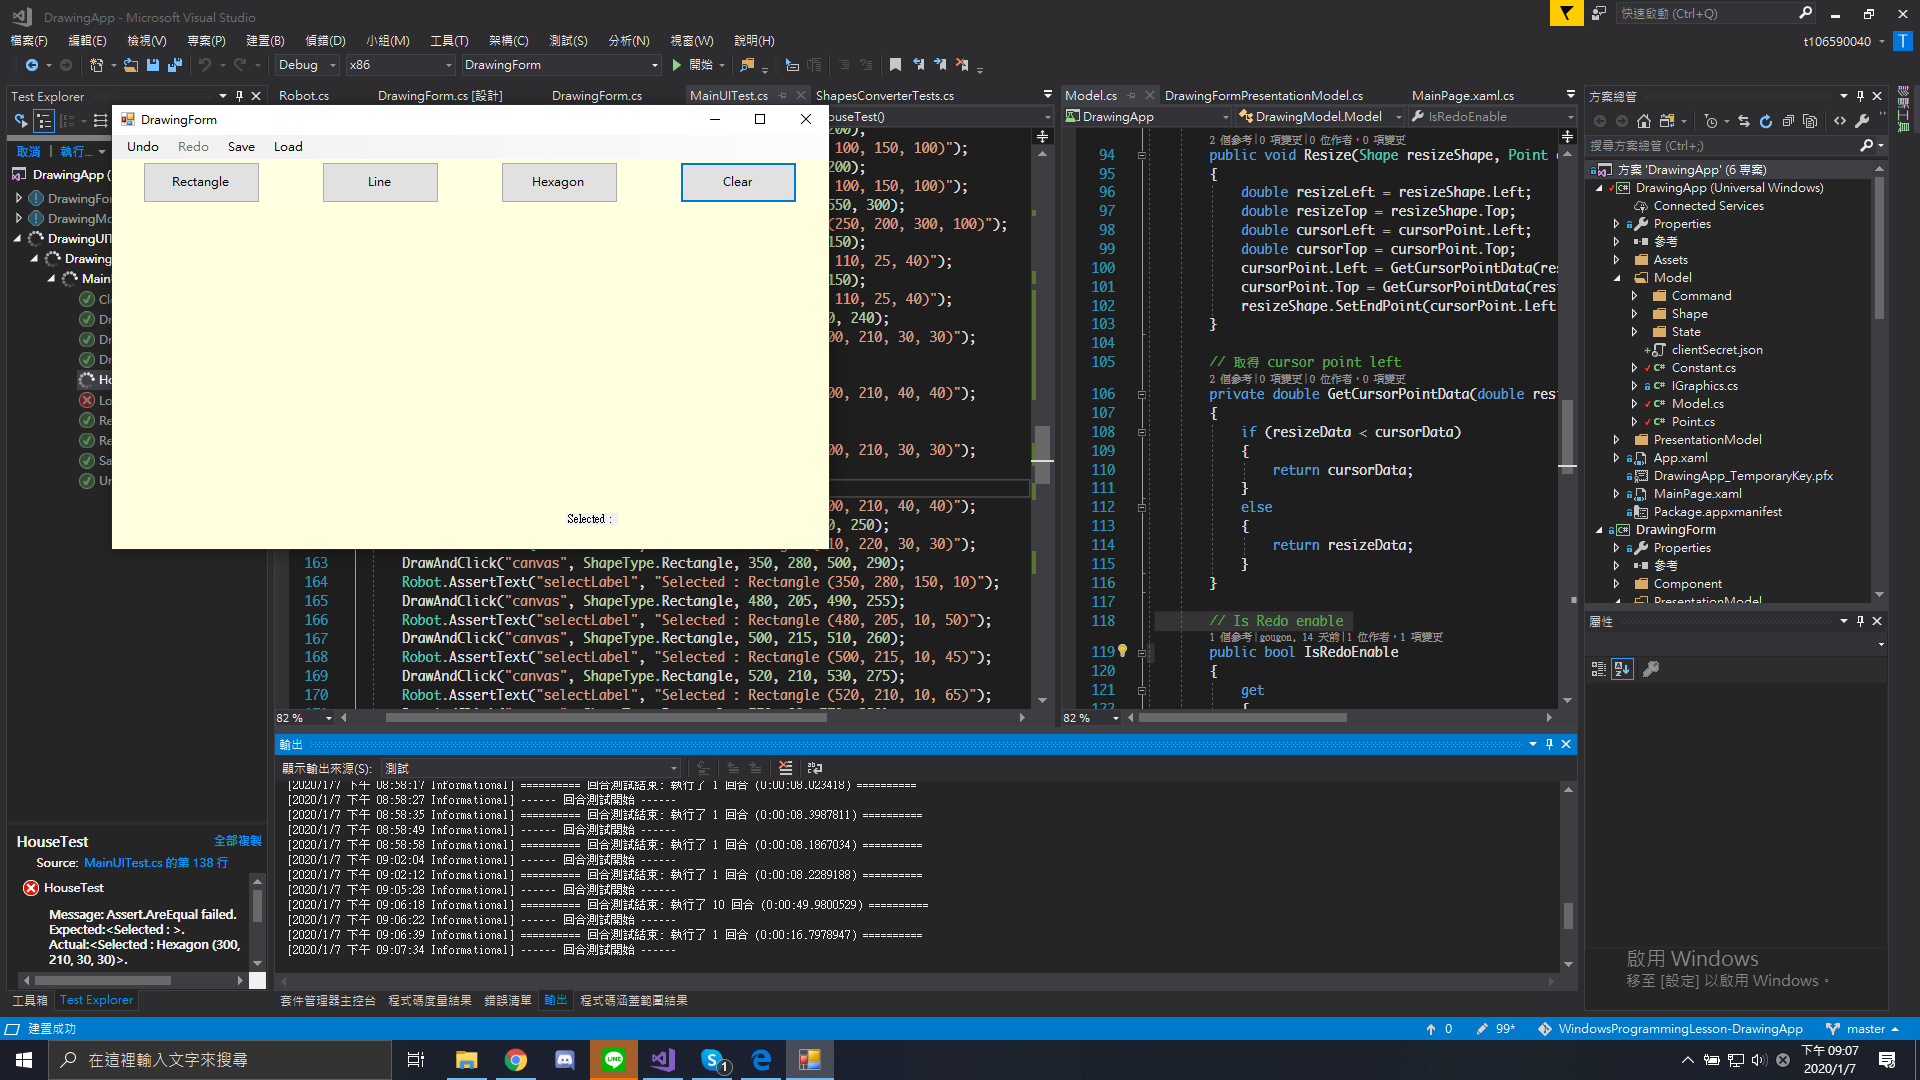 DrawingApp - Microsoft Visual Studio
快速啟動 (Ctrl+Q)
檔案(F) 編輯(E) 檢視(V) 專案(P) 建置(B) 偵錯(D) 小組(M) 工具(T) 架構(C) 測試(S) 分析(N) 視窗(W) 說明(H)
t106590040
T
Debug x86 DrawingForm 開始
Test Explorer
Robot.cs DrawingForm.cs [設計] DrawingForm.cs MainUITest.cs ShapesConverterTests.cs
Model.cs DrawingFormPresentationModel.cs MainPage.xaml.cs
方案總管
DrawingForm
Undo Redo Save Load
Rectangle Line Hexagon Clear
Selected :
取消 | 執行...
DrawingApp (
DrawingFo
DrawingMo
DrawingUIT
Drawing
MainU
Cl
Dr
Dr
Dr
Ho
Lo
Re
Re
Sa
Un
ouseTest()
200);
100, 150, 100)");
200);
100, 150, 100)");
550, 300);
(250, 200, 300, 100)");
150);
110, 25, 40)");
150);
110, 25, 40)");
0, 240);
00, 210, 30, 30)");
00, 210, 40, 40)");
00, 210, 30, 30)");
00, 210, 40, 40)");
0, 250);
10, 220, 30, 30)");
163 DrawAndClick("canvas", ShapeType.Rectangle, 350, 280, 500, 290);
164 Robot.AssertText("selectLabel", "Selected : Rectangle (350, 280, 150, 10)");
165 DrawAndClick("canvas", ShapeType.Rectangle, 480, 205, 490, 255);
166 Robot.AssertText("selectLabel", "Selected : Rectangle (480, 205, 10, 50)");
167 DrawAndClick("canvas", ShapeType.Rectangle, 500, 215, 510, 260);
168 Robot.AssertText("selectLabel", "Selected : Rectangle (500, 215, 10, 45)");
169 DrawAndClick("canvas", ShapeType.Rectangle, 520, 210, 530, 275);
170 Robot.AssertText("selectLabel", "Selected : Rectangle (520, 210, 10, 65)");
82 %
DrawingApp DrawingModel.Model IsRedoEnable
2 個參考|0 項變更|0 位作者，0 項變更
94 public void Resize(Shape resizeShape, Point
95 {
96 double resizeLeft = resizeShape.Left;
97 double resizeTop = resizeShape.Top;
98 double cursorLeft = cursorPoint.Left;
99 double cursorTop = cursorPoint.Top;
100 cursorPoint.Left = GetCursorPointData(res
101 cursorPoint.Top = GetCursorPointData(res
102 resizeShape.SetEndPoint(cursorPoint.Left
103 }
104
105 // 取得 cursor point left
2 個參考|0 項變更|0 位作者，0 項變更
106 private double GetCursorPointData(double res
107 {
108 if (resizeData < cursorData)
109 {
110 return cursorData;
111 }
112 else
113 {
114 return resizeData;
115 }
116 }
117
118 // Is Redo enable
1 個參考|gougon, 14 天前|1 位作者，1 項變更
119 public bool IsRedoEnable
120 {
121 get
122 {
82 %
搜尋方案總管 (Ctrl+;)
方案 'DrawingApp' (6 專案)
DrawingApp (Universal Windows)
Connected Services
Properties
參考
Assets
Model
Command
Shape
State
clientSecret.json
Constant.cs
IGraphics.cs
Model.cs
Point.cs
PresentationModel
App.xaml
DrawingApp_TemporaryKey.pfx
MainPage.xaml
Package.appxmanifest
DrawingForm
Properties
參考
Component
PresentationModel
診斷工具
屬性
輸出
顯示輸出來源(S): 測試
[2020/1/7 下午 08:58:17 Informational] ========== 回合測試結束: 執行了 1 回合 (0:00:08.023418) ==========
[2020/1/7 下午 08:58:27 Informational] ------ 回合測試開始 ------
[2020/1/7 下午 08:58:35 Informational] ========== 回合測試結束: 執行了 1 回合 (0:00:08.3987811) ==========
[2020/1/7 下午 08:58:49 Informational] ------ 回合測試開始 ------
[2020/1/7 下午 08:58:58 Informational] ========== 回合測試結束: 執行了 1 回合 (0:00:08.1867034) ==========
[2020/1/7 下午 09:02:04 Informational] ------ 回合測試開始 ------
[2020/1/7 下午 09:02:12 Informational] ========== 回合測試結束: 執行了 1 回合 (0:00:08.2289188) ==========
[2020/1/7 下午 09:05:28 Informational] ------ 回合測試開始 ------
[2020/1/7 下午 09:06:18 Informational] ========== 回合測試結束: 執行了 10 回合 (0:00:49.9800529) ==========
[2020/1/7 下午 09:06:22 Informational] ------ 回合測試開始 ------
[2020/1/7 下午 09:06:39 Informational] ========== 回合測試結束: 執行了 1 回合 (0:00:16.7978947) ==========
[2020/1/7 下午 09:07:34 Informational] ------ 回合測試開始 ------
HouseTest 全部複製
Source: MainUITest.cs 的第 138 行
HouseTest
Message: Assert.AreEqual failed.
Expected:<Selected : >.
Actual:<Selected : Hexagon (300,
210, 30, 30)>.
工具箱 Test Explorer
套件管理器主控台 程式碼度量結果 錯誤清單 輸出 程式碼涵蓋範圍結果
啟用 Windows
移至 [設定] 以啟用 Windows。
建置成功
0 99* WindowsProgrammingLesson-DrawingApp master
在這裡輸入文字來搜尋
LINE
1
下午 09:07
2020/1/7